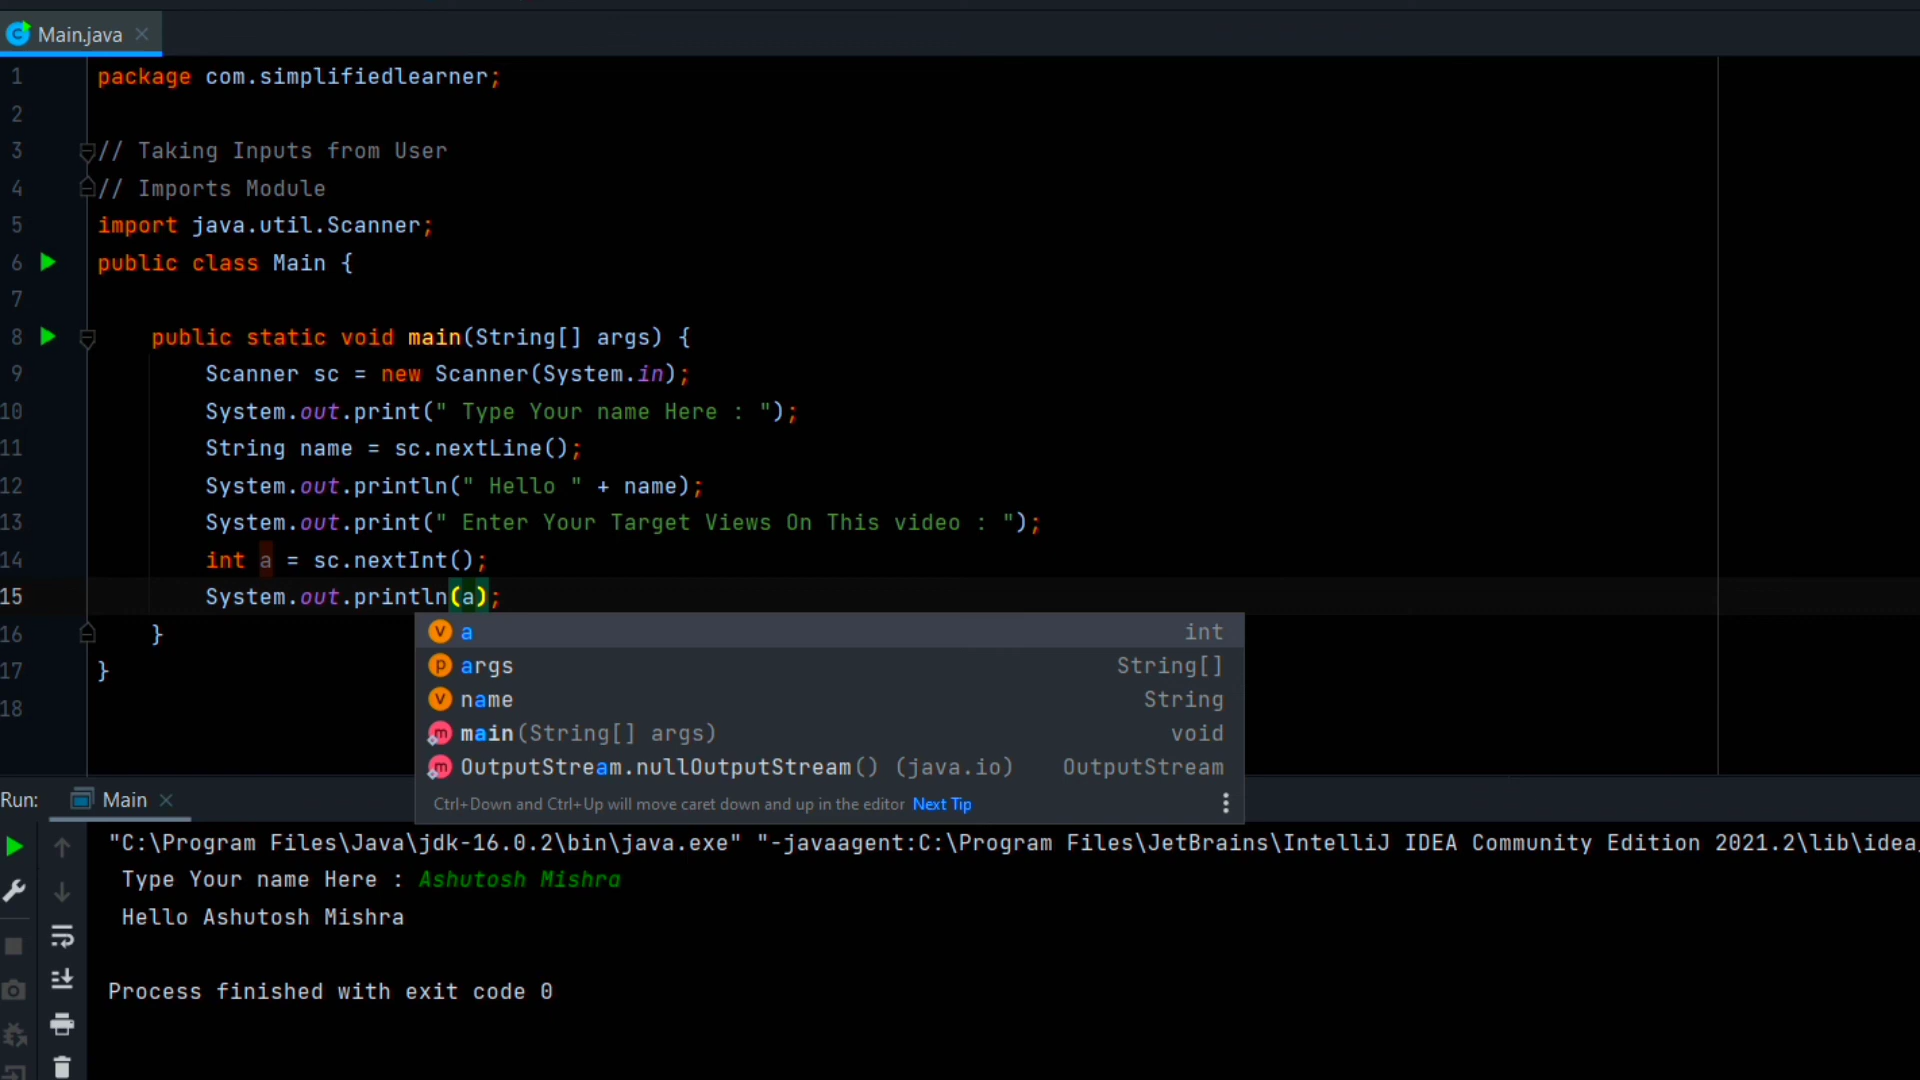 Main.java
1 package com.simplifiedlearner;
2
3 // Taking Inputs from User
4 // Imports Module
5 import java.util.Scanner;
6 public class Main {
7
8 public static void main(String[] args) {
9 Scanner sc = new Scanner(System.in);
10 System.out.print(" Type Your name Here : ");
11 String name = sc.nextLine();
12 System.out.println(" Hello " + name);
13 System.out.print(" Enter Your Target Views On This video : ");
14 int a = sc.nextInt();
15 System.out.println(a);
16 }
17 }
18
v a int
p args String[]
v name String
m main(String[] args) void
m OutputStream.nullOutputStream() (java.io) OutputStream
Ctrl+Down and Ctrl+Up will move caret down and up in the editor Next Tip
Run: Main
"C:\Program Files\Java\jdk-16.0.2\bin\java.exe" "-javaagent:C:\Program Files\JetBrains\IntelliJ IDEA Community Edition 2021.2\lib\idea
Type Your name Here : Ashutosh Mishra
Hello Ashutosh Mishra
Process finished with exit code 0